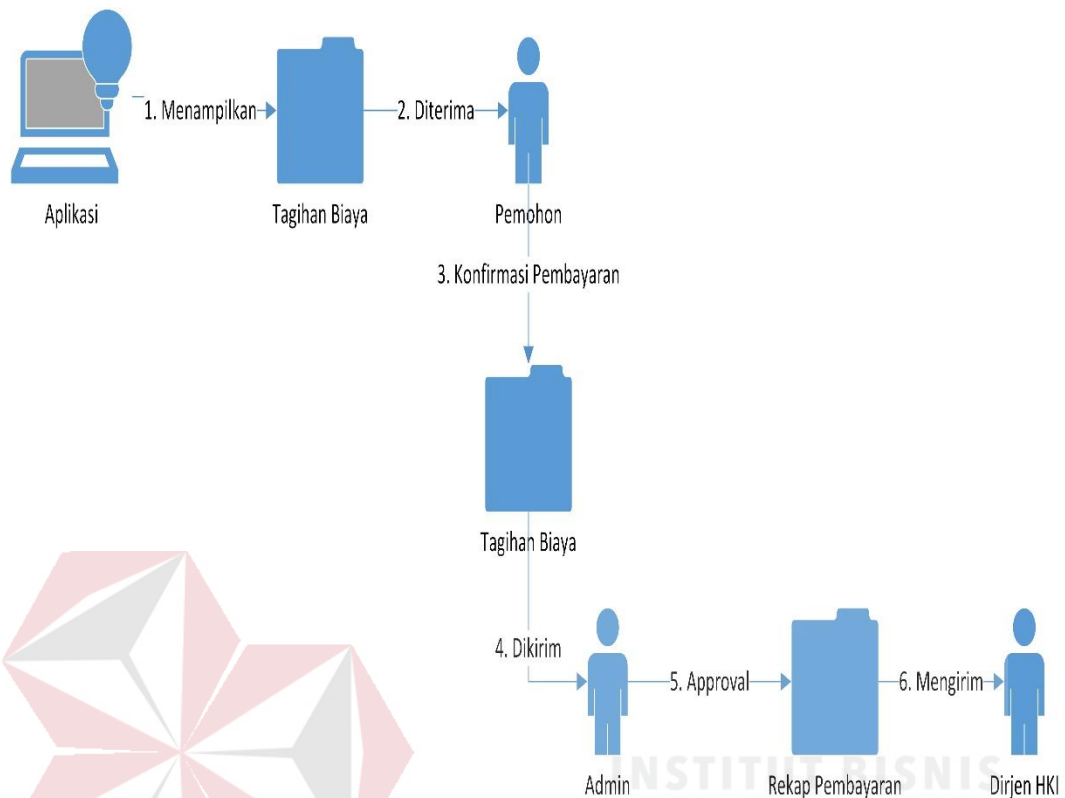 1. Menampilkan
2. Diterima
Aplikasi
Tagihan Biaya
Pemohon
3. Konfirmasi Pembayaran
Tagihan Biaya
4. Dikirim
5. Approval
6. Mengirim
INSTITUT BISNIS
Admin
Rekap Pembayaran
Dirjen HKI